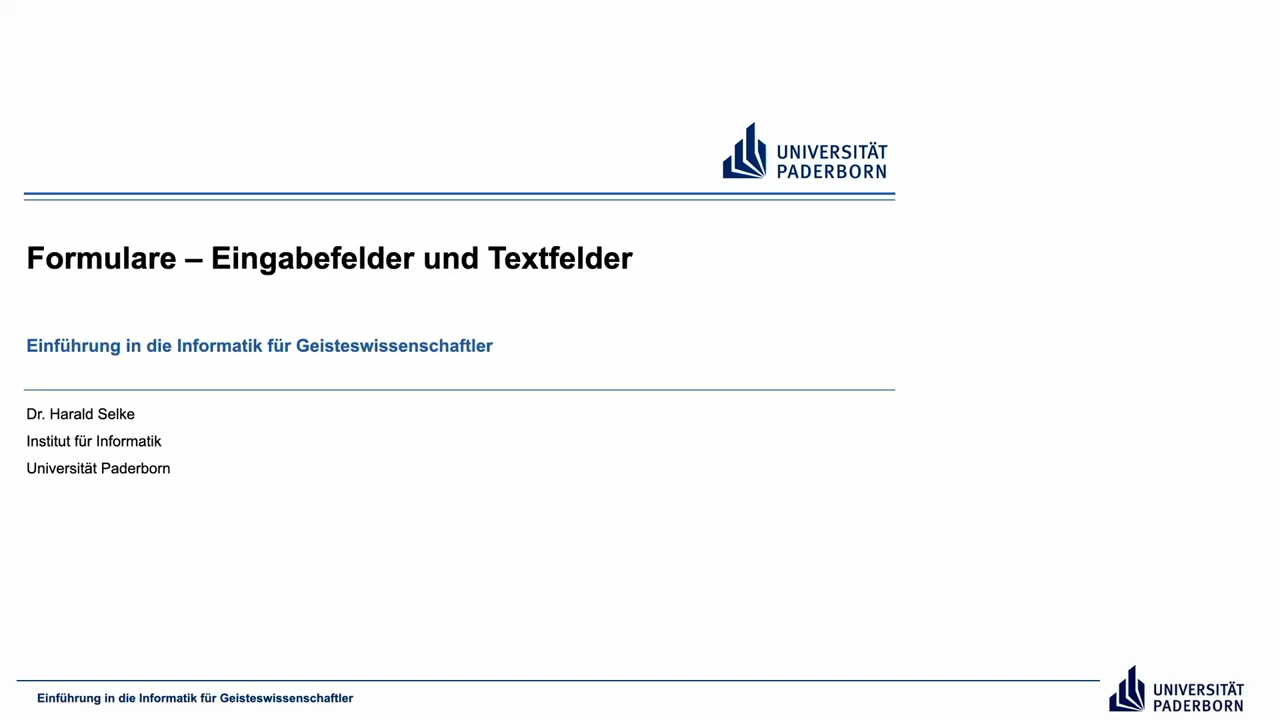 UNIVERSITÄT
PADERBORN
Formulare – Eingabefelder und Textfelder
Einführung in die Informatik für Geisteswissenschaftler
Dr. Harald Selke
Institut für Informatik
Universität Paderborn
Einführung in die Informatik für Geisteswissenschaftler
UNIVERSITÄT
PADERBORN